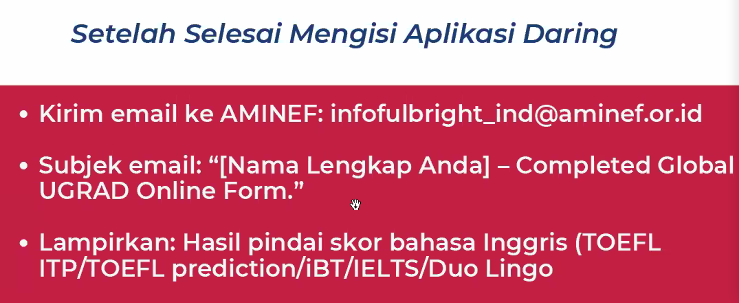 Setelah Selesai Mengisi Aplikasi Daring
• Kirim email ke AMINEF: infofulbright_ind@aminef.or.id
• Subjek email: “[Nama Lengkap Anda] – Completed Global
UGRAD Online Form.”
• Lampirkan: Hasil pindai skor bahasa Inggris (TOEFL
ITP/TOEFL prediction/iBT/IELTS/Duo Lingo